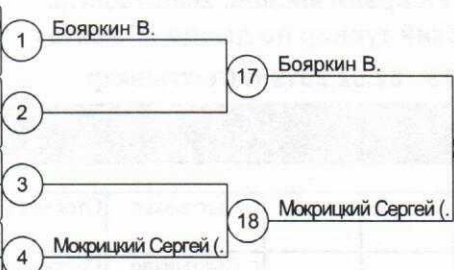 1 Бояркин В.
17 Бояркин В.
2
3
18 Мокрицкий Сергей (.
4 Мокрицкий Сергей (.